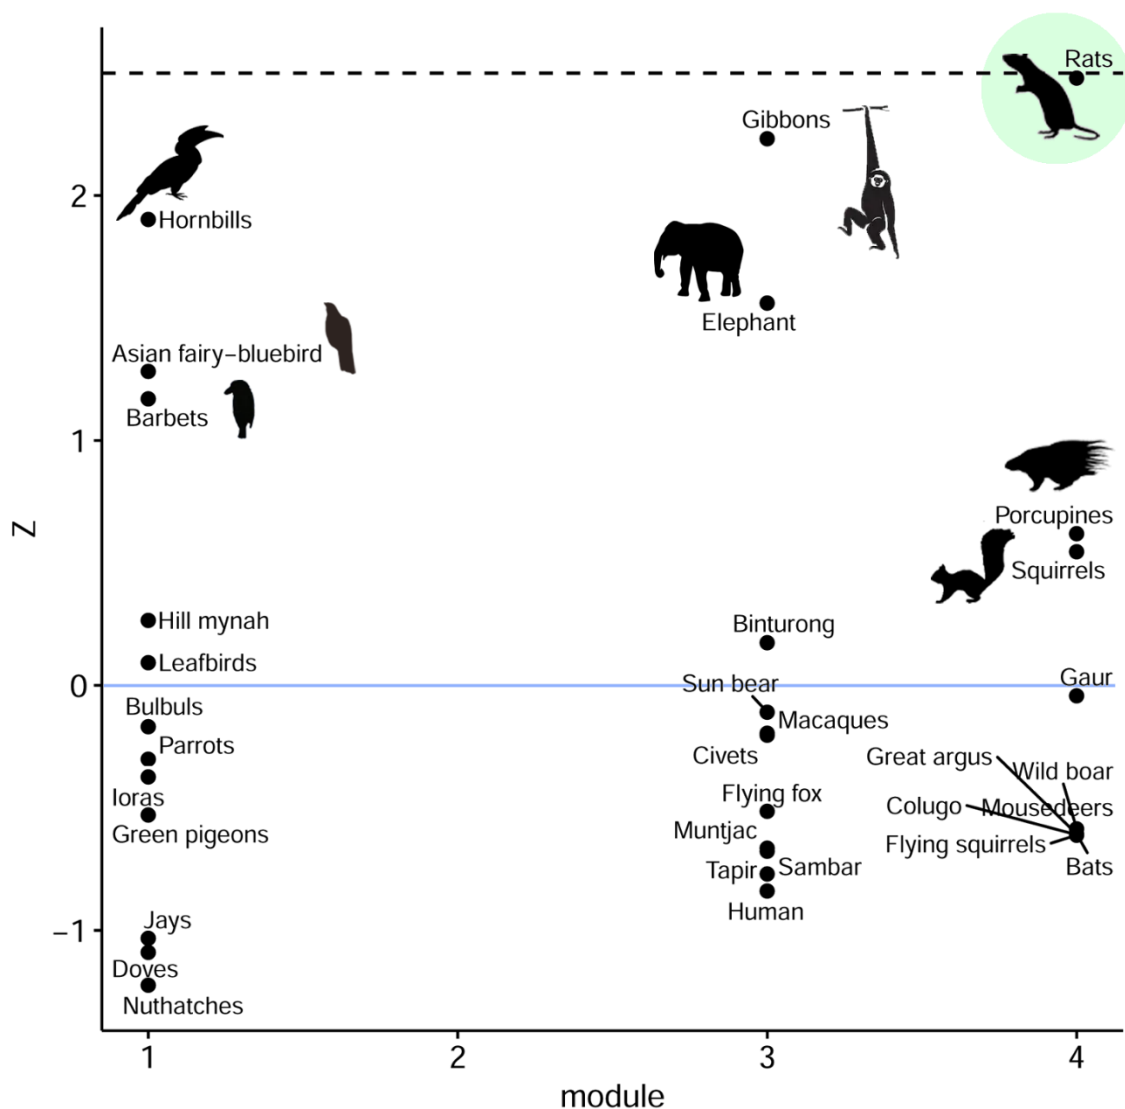 Rats
Gibbons
2
Hornbills
Elephant
Asian fairy−bluebird
Barbets
1
Z
Porcupines
Squirrels
Hill mynah
Binturong
Leafbirds
0
Sun bear
Gaur
Bulbuls
Macaques
Parrots
Civets
Great argus
Wild boar
Ioras
Flying fox
Colugo
Mousedeers
Green pigeons
Muntjac
Flying squirrels
Tapir
Sambar
Bats
Human
Jays
−1
Doves
Nuthatches
1 2 3 4
module